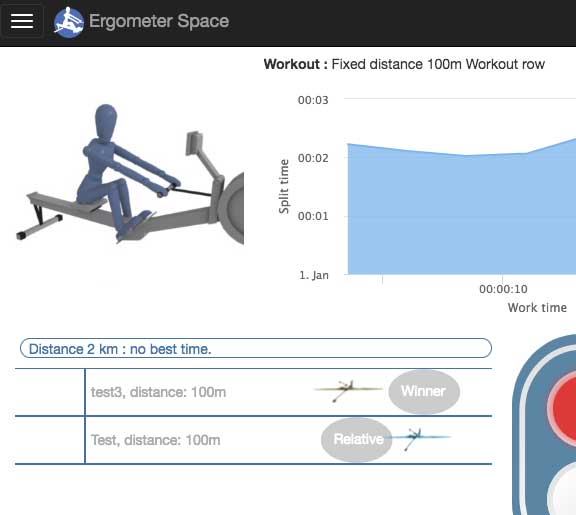 Ergometer Space
Workout : Fixed distance 100m Workout row
00:03
00:02
00:01
1. Jan
Split time
00:00:10
Work time
Distance 2 km : no best time.
test3, distance: 100m
Winner
Test, distance: 100m
Relative